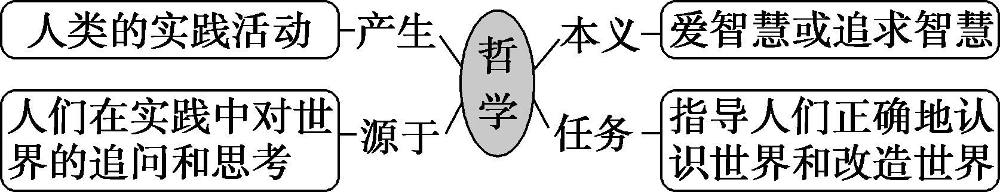 人类的实践活动
产生
人们在实践中对世
界的追问和思考
源于
哲
学
本义
爱智慧或追求智慧
任务
指导人们正确地认
识世界和改造世界